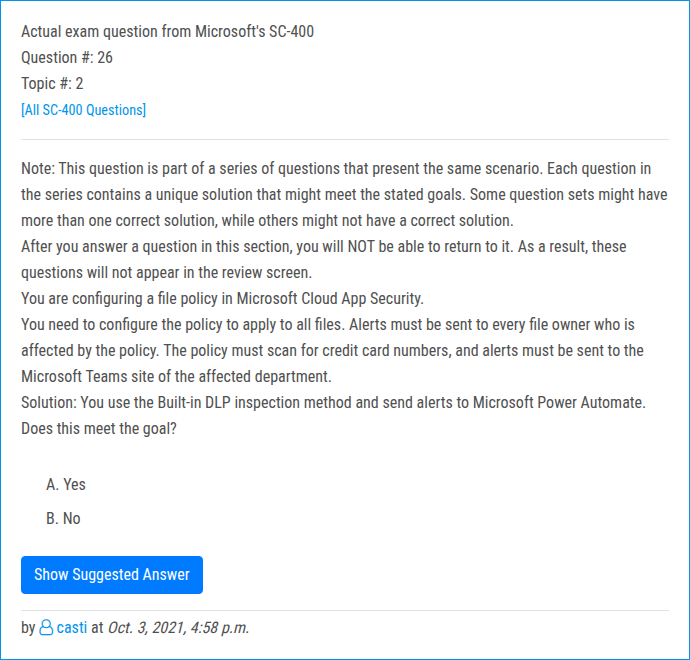 Actual exam question from Microsoft's SC-400
Question #: 26
Topic #: 2
[All SC-400 Questions]
Note: This question is part of a series of questions that present the same scenario. Each question in
the series contains a unique solution that might meet the stated goals. Some question sets might have
more than one correct solution, while others might not have a correct solution.
After you answer a question in this section, you will NOT be able to return to it. As a result, these
questions will not appear in the review screen.
You are configuring a file policy in Microsoft Cloud App Security.
You need to configure the policy to apply to all files. Alerts must be sent to every file owner who is
affected by the policy. The policy must scan for credit card numbers, and alerts must be sent to the
Microsoft Teams site of the affected department.
Solution: You use the Built-in DLP inspection method and send alerts to Microsoft Power Automate.
Does this meet the goal?
A. Yes
B. No
Show Suggested Answer
by casti at Oct. 3, 2021, 4:58 p.m.